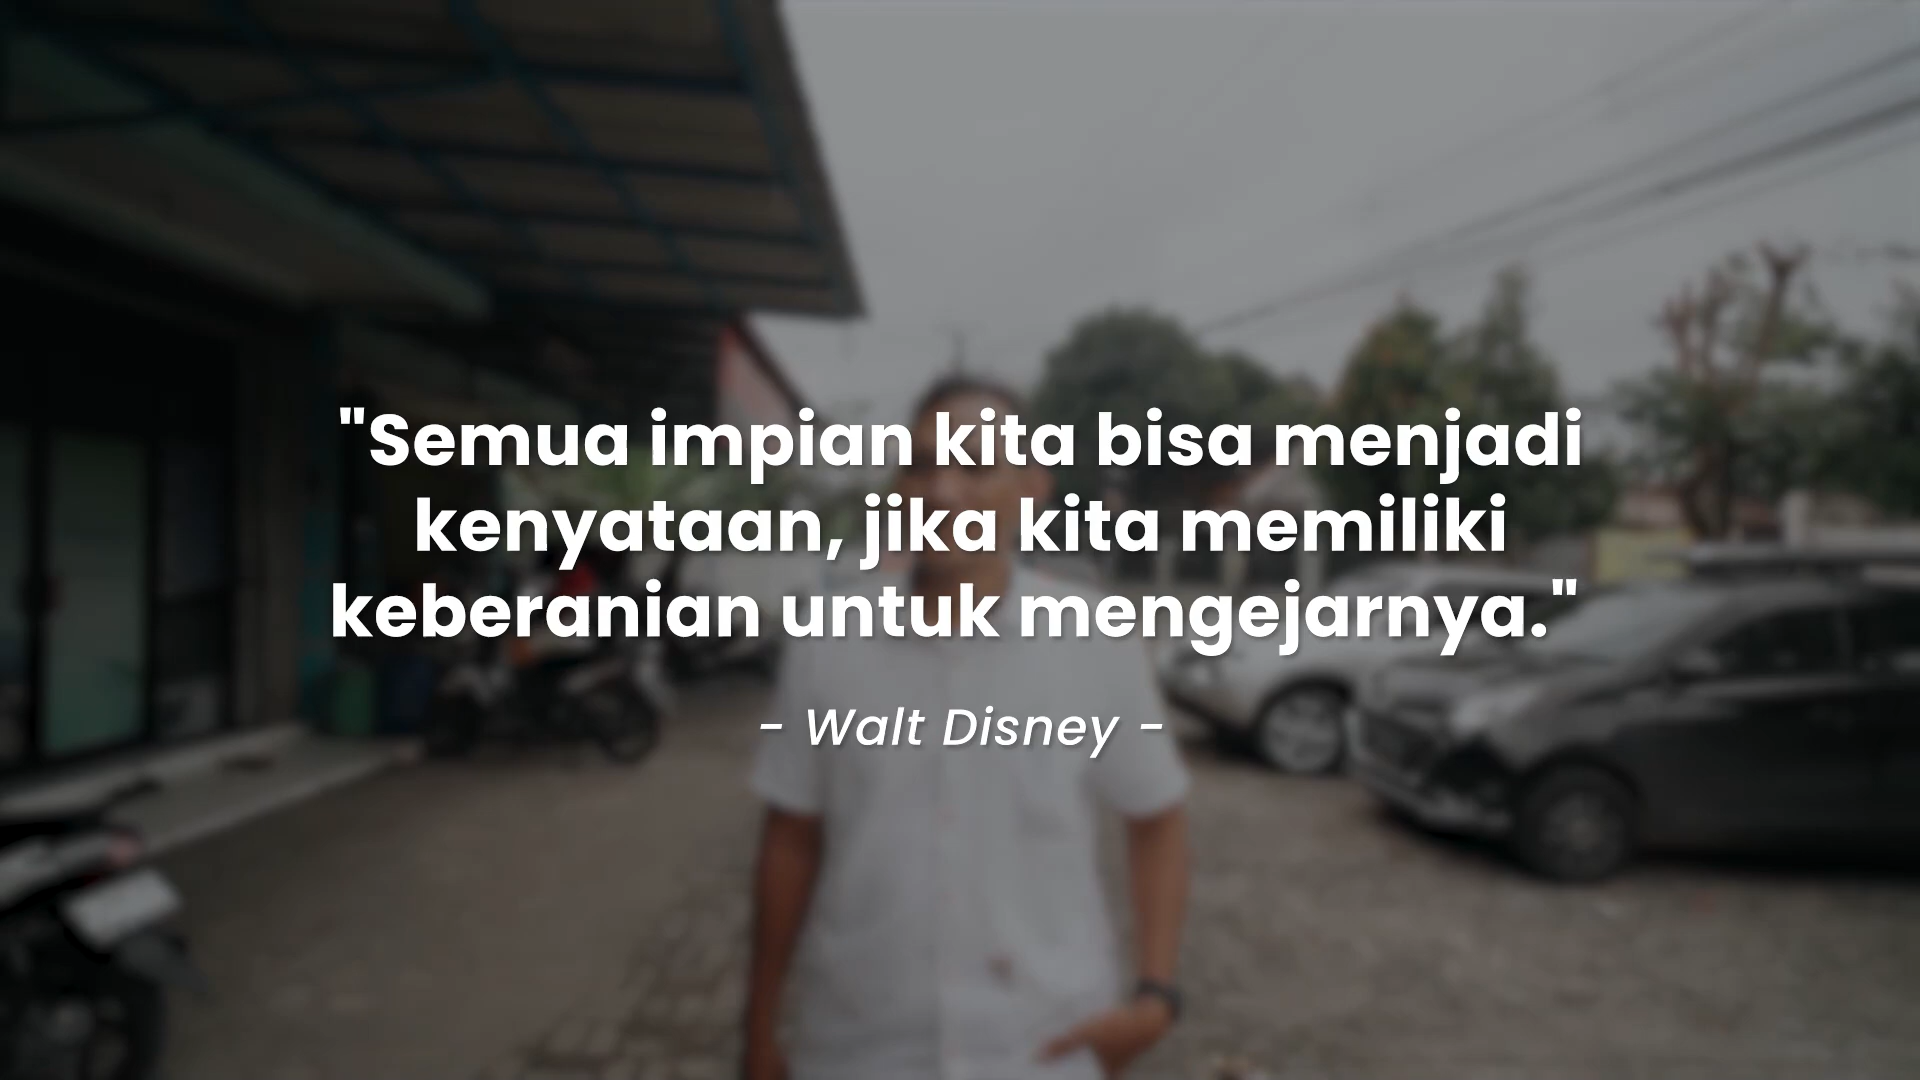 "Semua impian kita bisa menjadi
kenyataan, jika kita memiliki
keberanian untuk mengejarnya."
- Walt Disney -